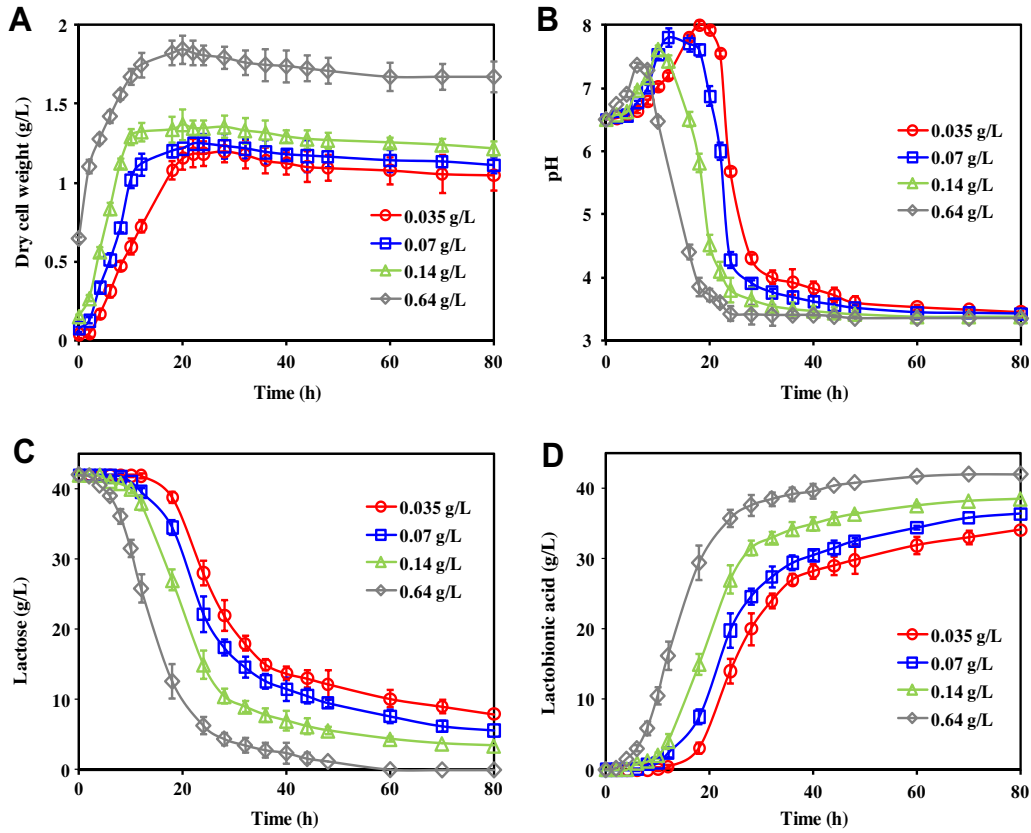 A
Dry cell weight (g/L)
2
1.5
1
0.5
0
0 20 40 60 80
Time (h)
0.035 g/L
0.07 g/L
0.14 g/L
0.64 g/L
B
pH
8
7
6
5
4
3
0 20 40 60 80
Time (h)
0.035 g/L
0.07 g/L
0.14 g/L
0.64 g/L
C
Lactose (g/L)
40
30
20
10
0
0 20 40 60 80
Time (h)
0.035 g/L
0.07 g/L
0.14 g/L
0.64 g/L
D
Lactobionic acid (g/L)
40
30
20
10
0
0 20 40 60 80
Time (h)
0.035 g/L
0.07 g/L
0.14 g/L
0.64 g/L